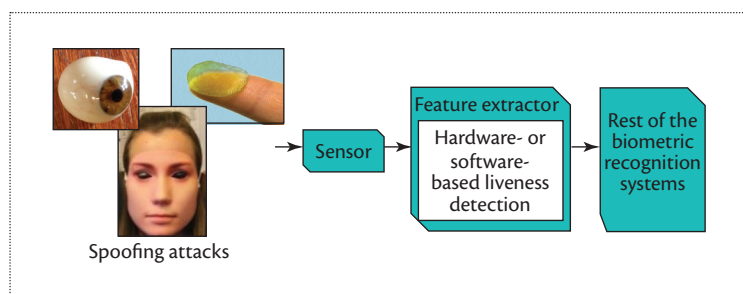 Spoofing attacks
Sensor
Feature extractor
Hardware- or
software-
based liveness
detection
Rest of the
biometric
recognition
systems